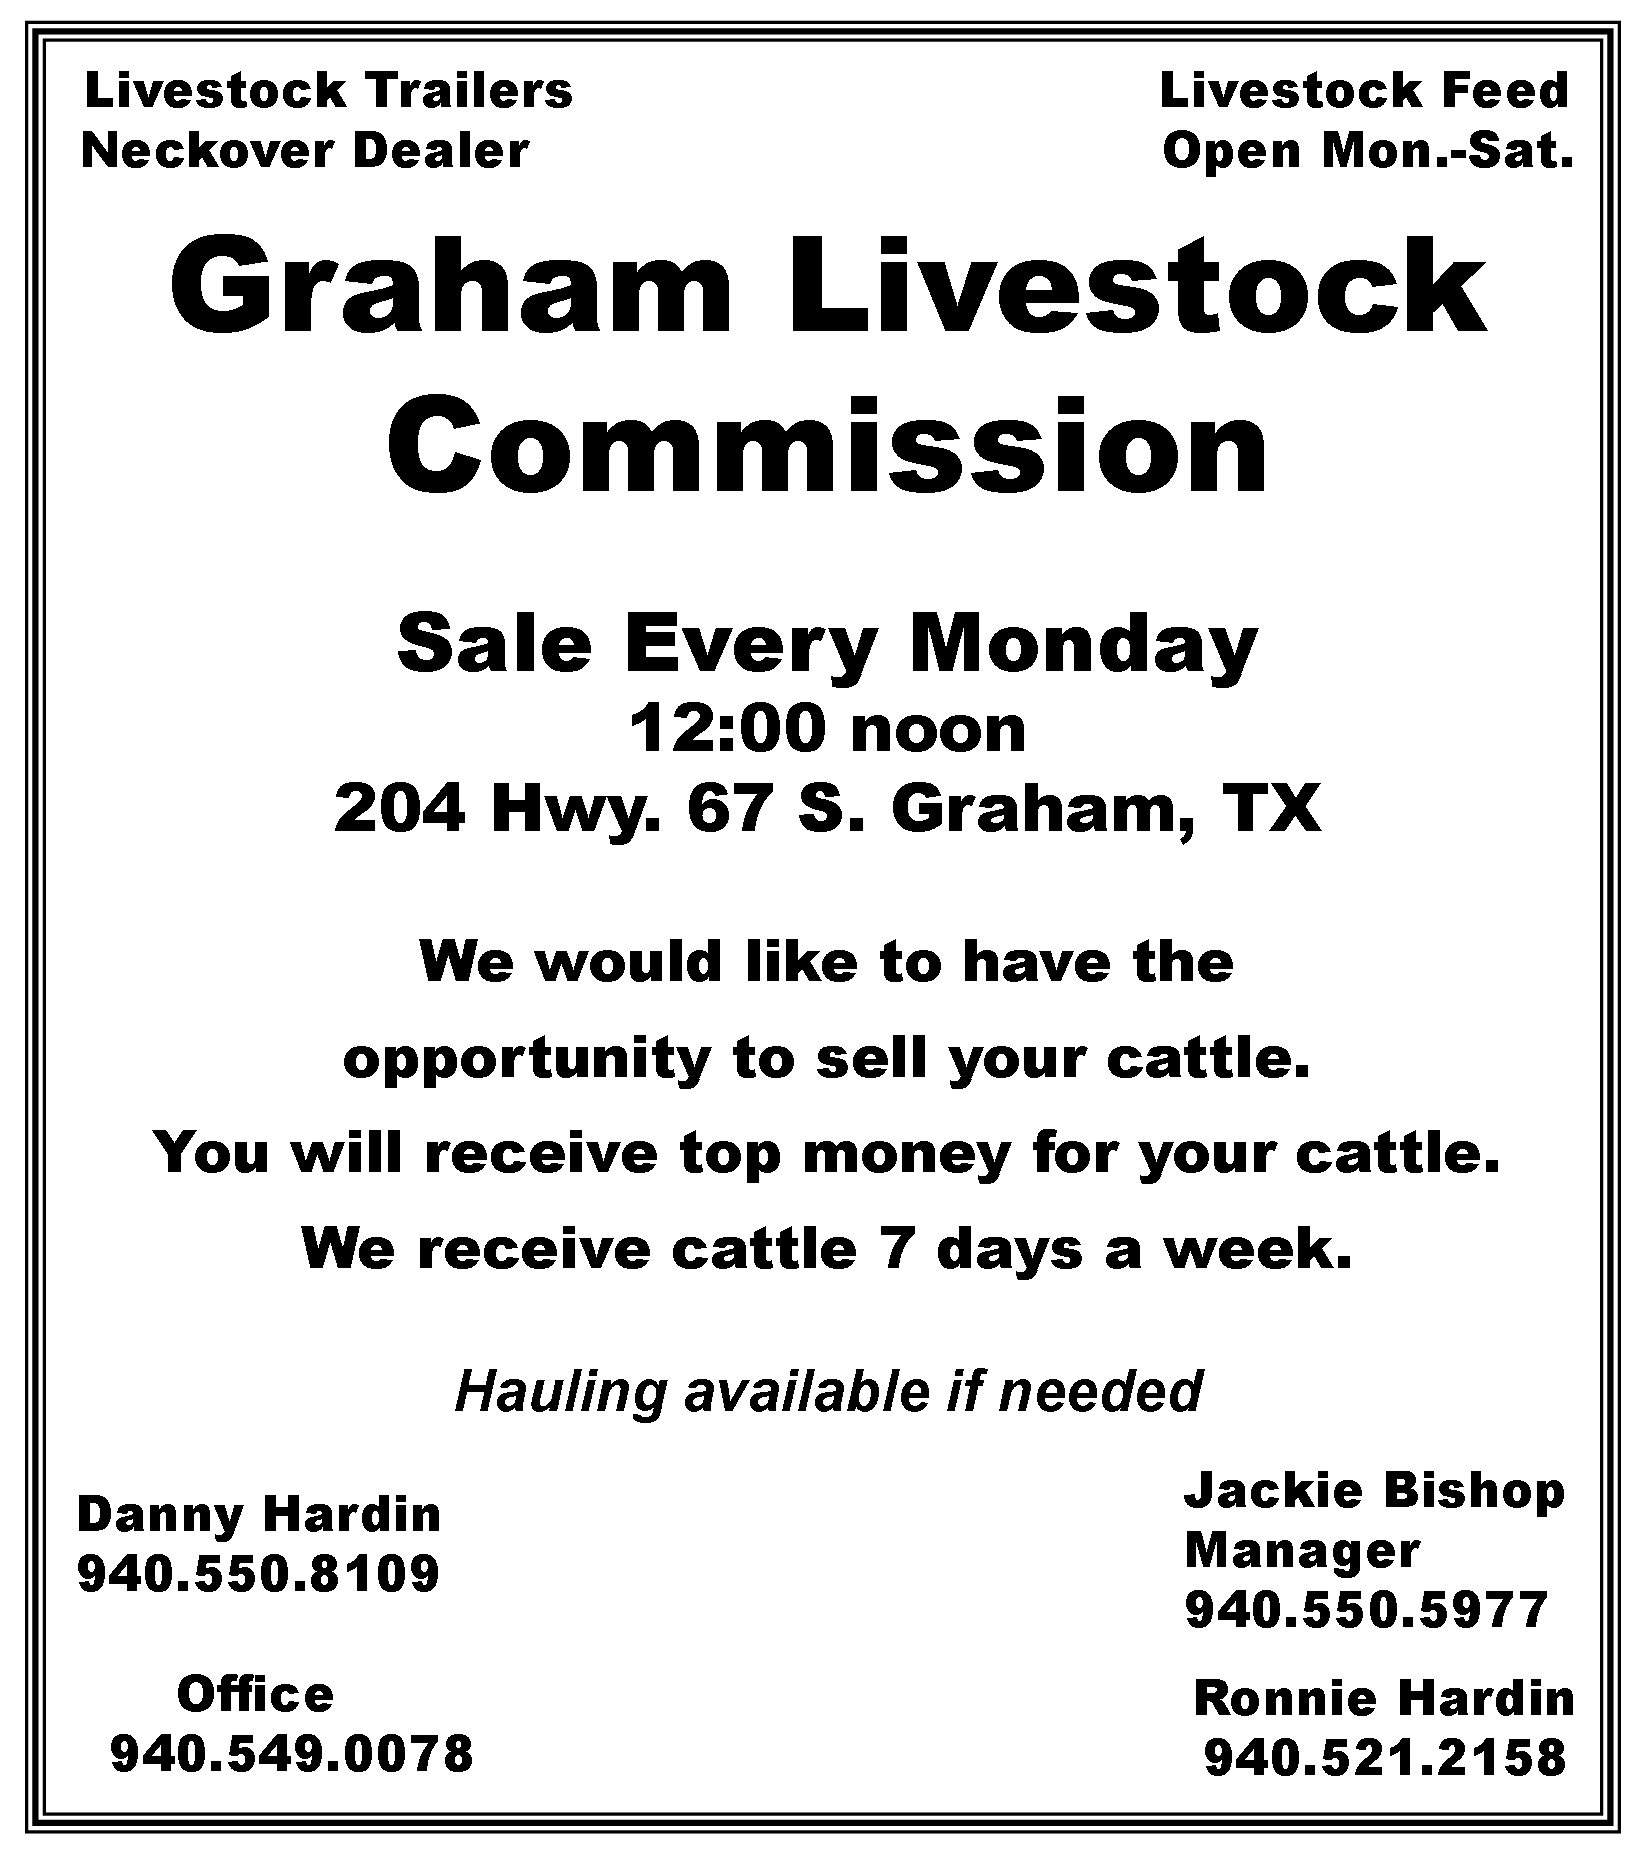 Livestock Trailers
Neckover Dealer
Livestock Feed
Open Mon.-Sat.
Graham Livestock
Commission
Sale Every Monday
12:00 noon
204 Hwy. 67 S. Graham, TX
We would like to have the
opportunity to sell your cattle.
You will receive top money for your cattle.
We receive cattle 7 days a week.
Hauling available if needed
Danny Hardin
940.550.8109
Jackie Bishop
Manager
940.550.5977
Office
940.549.0078
Ronnie Hardin
940.521.2158